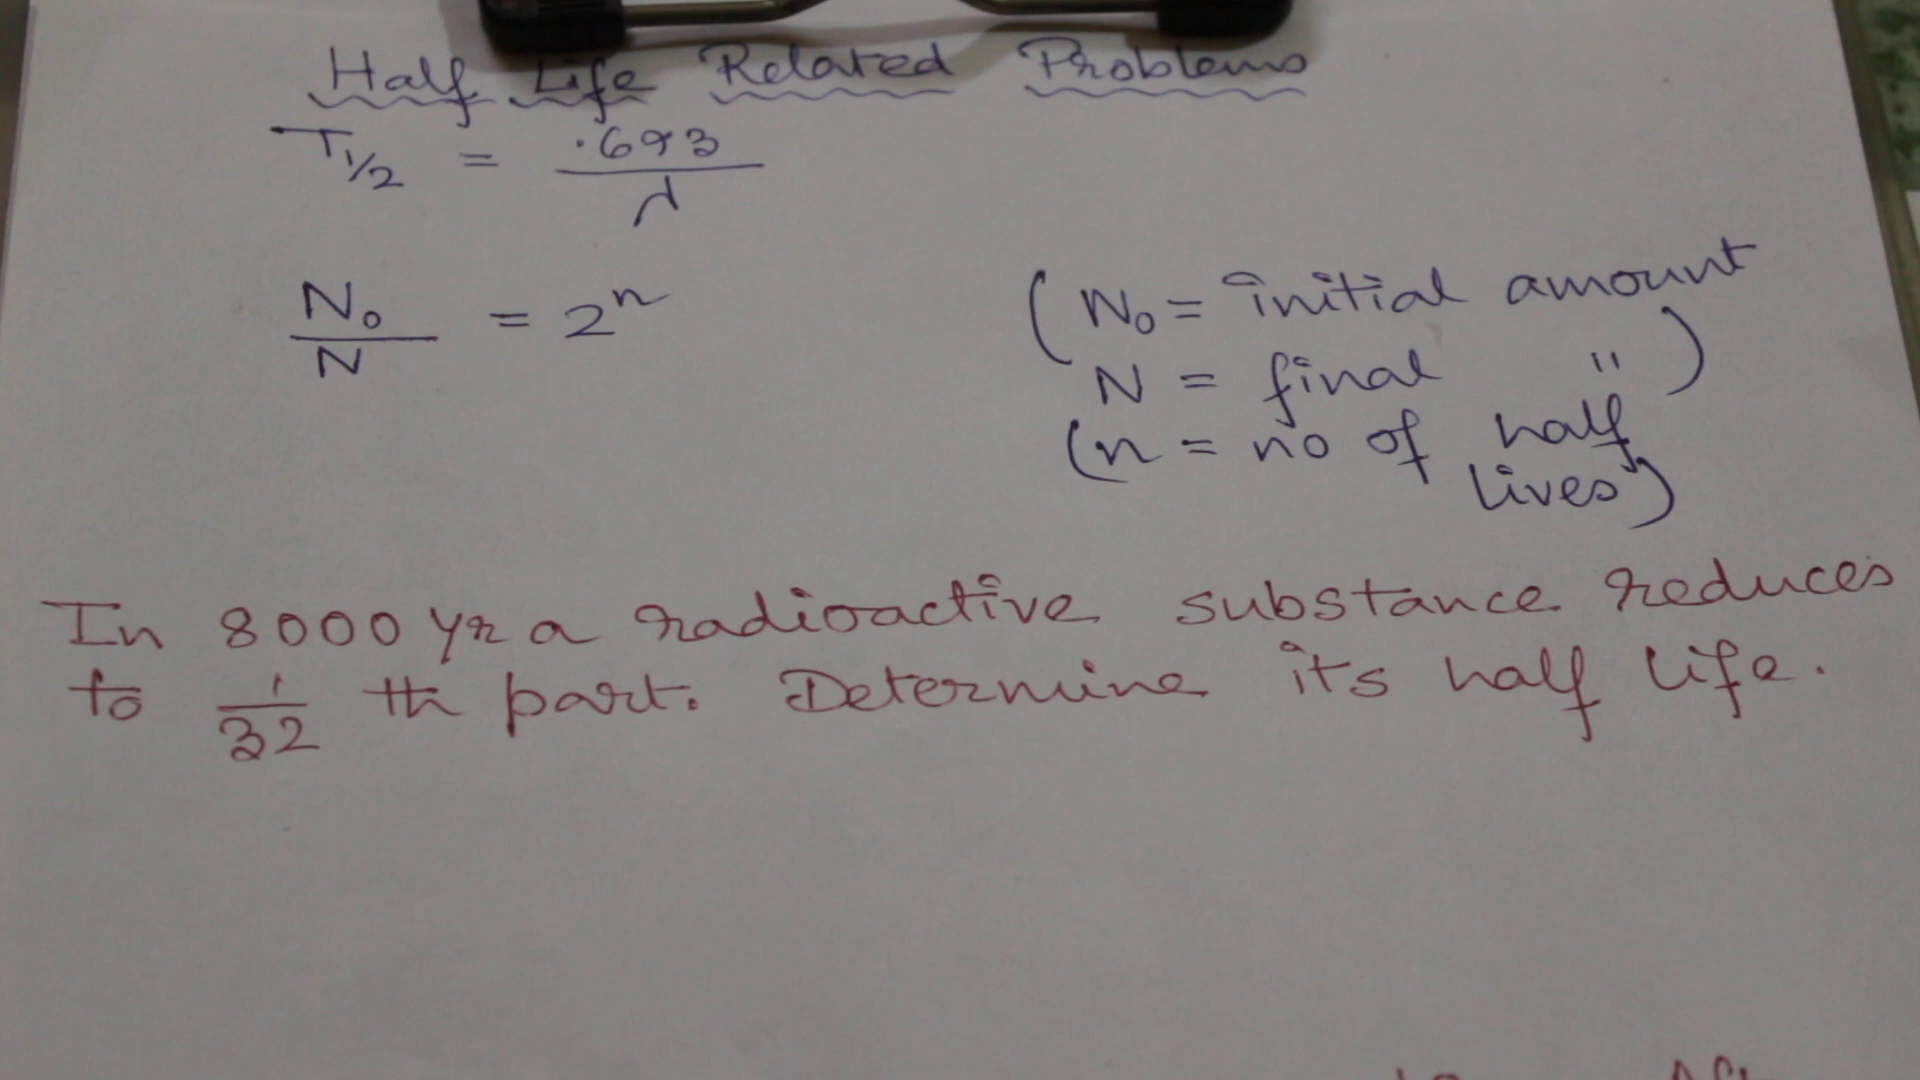 Half Life Related Problems
T1/2 = .693/λ
N₀/N = 2ⁿ
(N₀ = initial amount
N = final ")
(n = no of half
lives)
In 8000 yr a radioactive substance reduces
to 1/32 th part. Determine its half life.